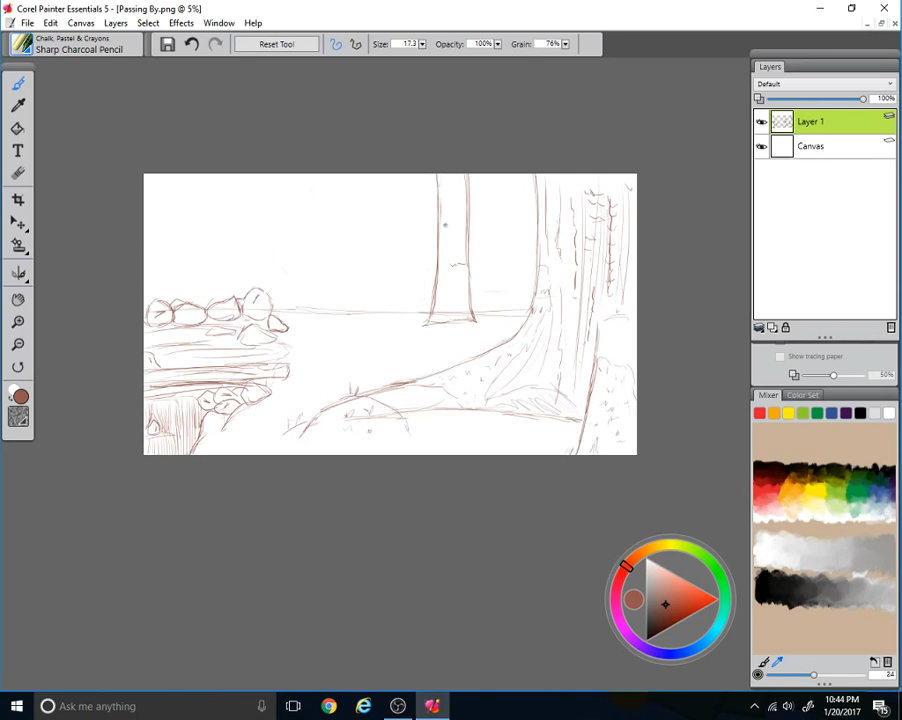 Corel Painter Essentials 5 - [Passing By.png @ 5%]
File Edit Canvas Layers Select Effects Window Help
Chalk, Pastel & Crayons
Sharp Charcoal Pencil
Reset Tool
Size: 17.3
Opacity: 100%
Grain: 76%
Layers
Default
100%
Layer 1
Canvas
Show tracing paper
50%
Mixer Color Set
24
Ask me anything
10:44 PM
1/20/2017
15